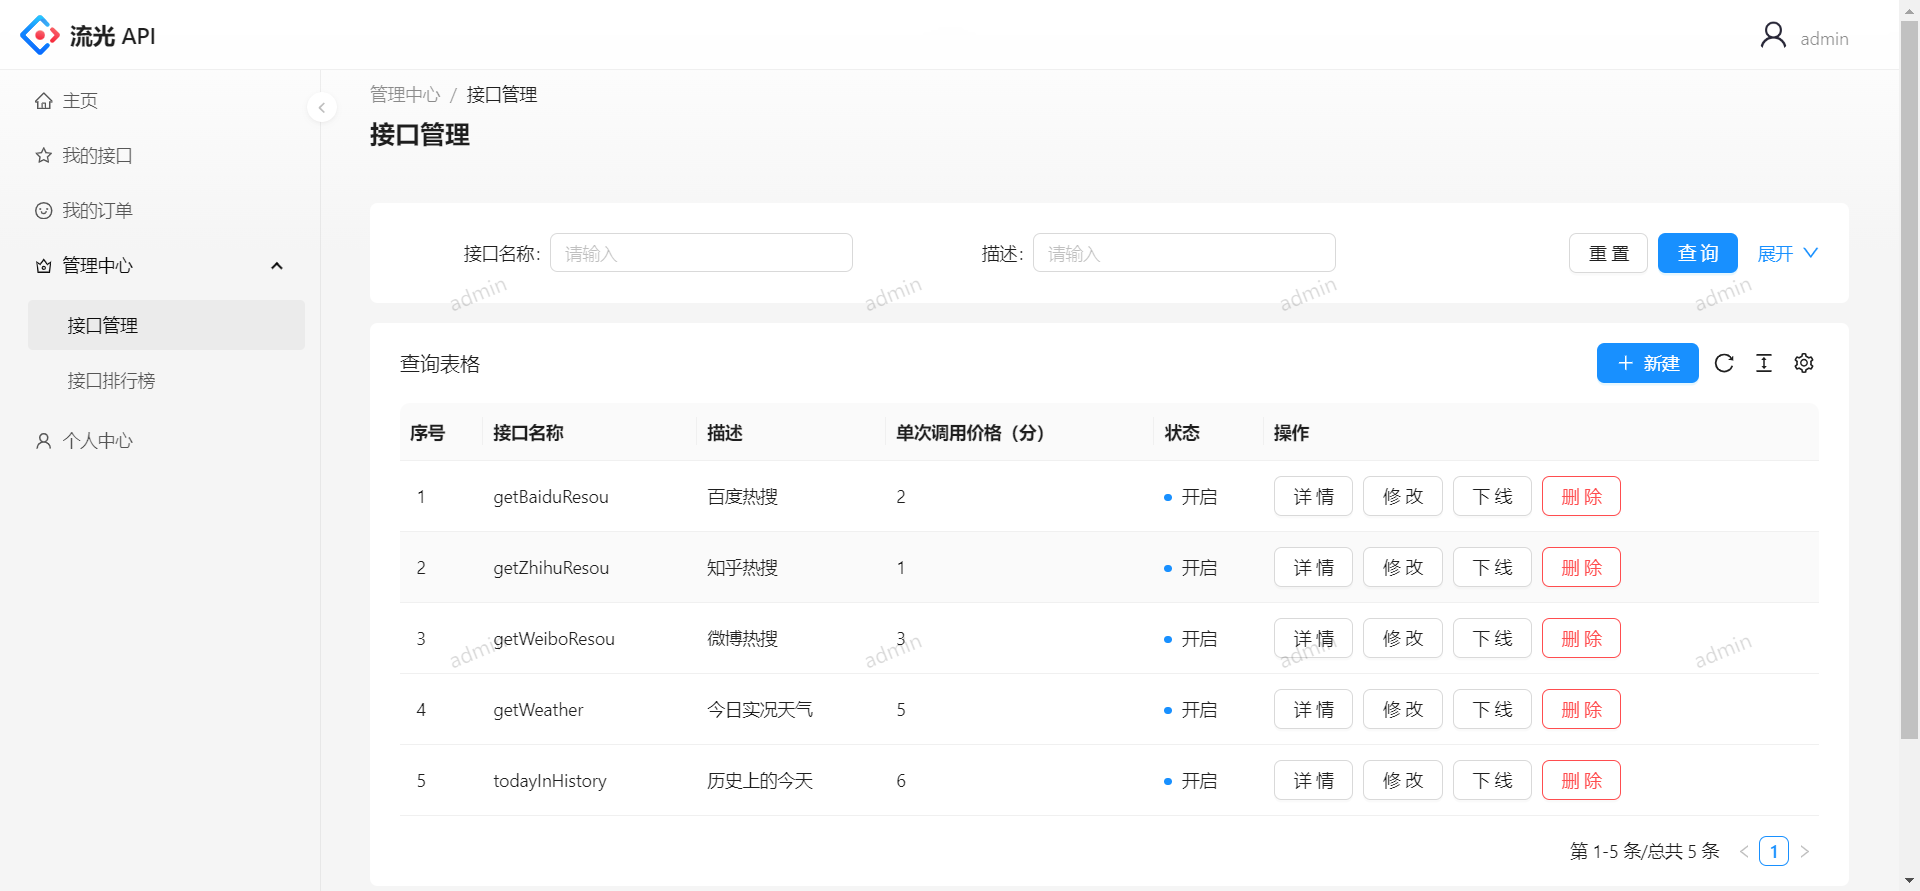 流光 API
admin
主页
我的接口
我的订单
管理中心
接口管理
接口排行榜
个人中心
管理中心 / 接口管理
接口管理
接口名称: 请输入 描述: 请输入 重 置 查 询 展开
admin admin admin admin
查询表格 新建
序号 接口名称 描述 单次调用价格（分） 状态 操作
1 getBaiduResou 百度热搜 2 开启 详 情 修 改 下 线 删 除
2 getZhihuResou 知乎热搜 1 开启 详 情 修 改 下 线 删 除
3 getWeiboResou 微博热搜 3 开启 详 情 修 改 下 线 删 除
admin admin admin admin
4 getWeather 今日实况天气 5 开启 详 情 修 改 下 线 删 除
5 todayInHistory 历史上的今天 6 开启 详 情 修 改 下 线 删 除
第 1-5 条/总共 5 条 < 1 >